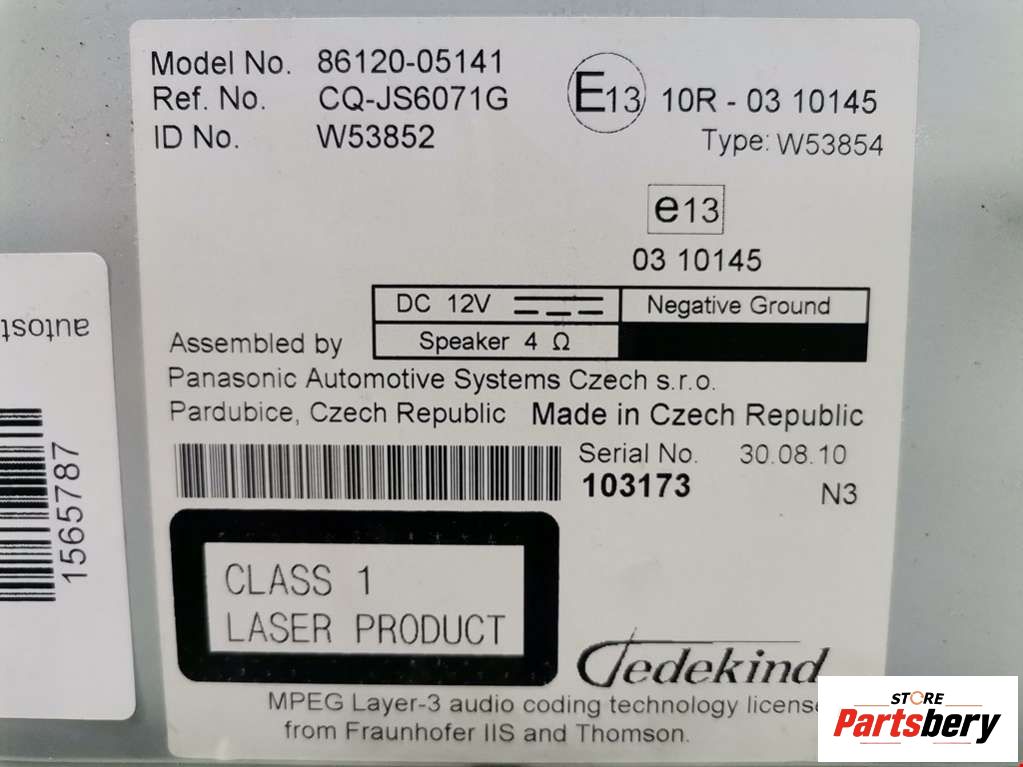 Model No. 86120-05141
Ref. No. CQ-JS6071G
ID No. W53852
E13 10R - 03 10145
Type: W53854
e13
03 10145
DC 12V
Negative Ground
Speaker 4 Ω
Assembled by
Panasonic Automotive Systems Czech s.r.o.
Pardubice, Czech Republic Made in Czech Republic
Serial No. 30.08.10
103173 N3
CLASS 1
LASER PRODUCT
Tedekind
MPEG Layer-3 audio coding technology license
from Fraunhofer IIS and Thomson.
autost
1565787
STORE
Partsbery